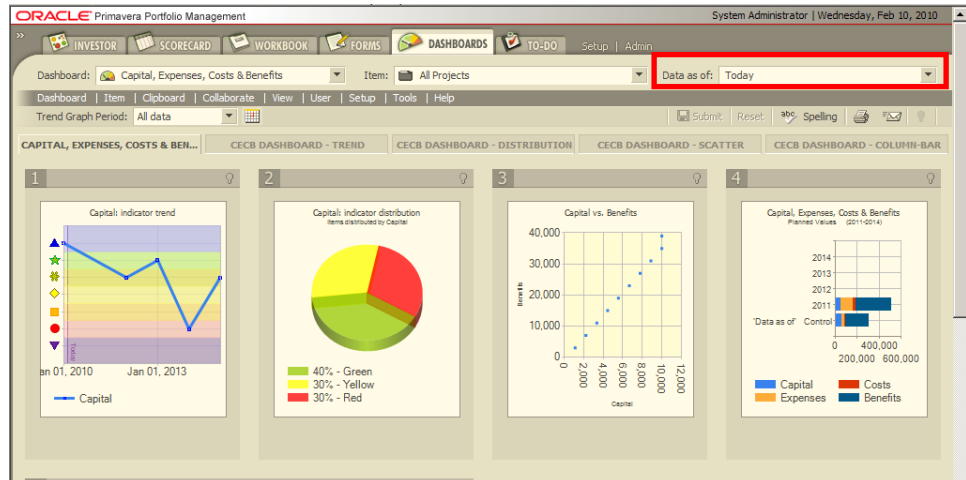 ORACLE Primavera Portfolio Management System Administrator | Wednesday, Feb 10, 2010
» INVESTOR SCORECARD WORKBOOK FORMS DASHBOARDS TO-DO Setup | Admin
Dashboard: Capital, Expenses, Costs & Benefits Item: All Projects Data as of: Today
Dashboard | Item | Clipboard | Collaborate | View | User | Setup | Tools | Help
Trend Graph Period: All data Submit Reset abc Spelling
CAPITAL, EXPENSES, COSTS & BEN... CECB DASHBOARD - TREND CECB DASHBOARD - DISTRIBUTION CECB DASHBOARD - SCATTER CECB DASHBOARD - COLUMN-BAR
1
Capital: indicator trend
Today
an 01, 2010 Jan 01, 2013
Capital
2
Capital: indicator distribution
Items distributed by Capital
40% - Green
30% - Yellow
30% - Red
3
Capital vs. Benefits
40,000
30,000
20,000
10,000
0
Benefits
0 2,000 4,000 6,000 8,000 10,000 12,000
Capital
4
Capital, Expenses, Costs & Benefits
Planned Values (2011-2014)
2014
2013
2012
2011
'Data as of' Control
0 400,000
200,000 600,000
Capital Costs
Expenses Benefits